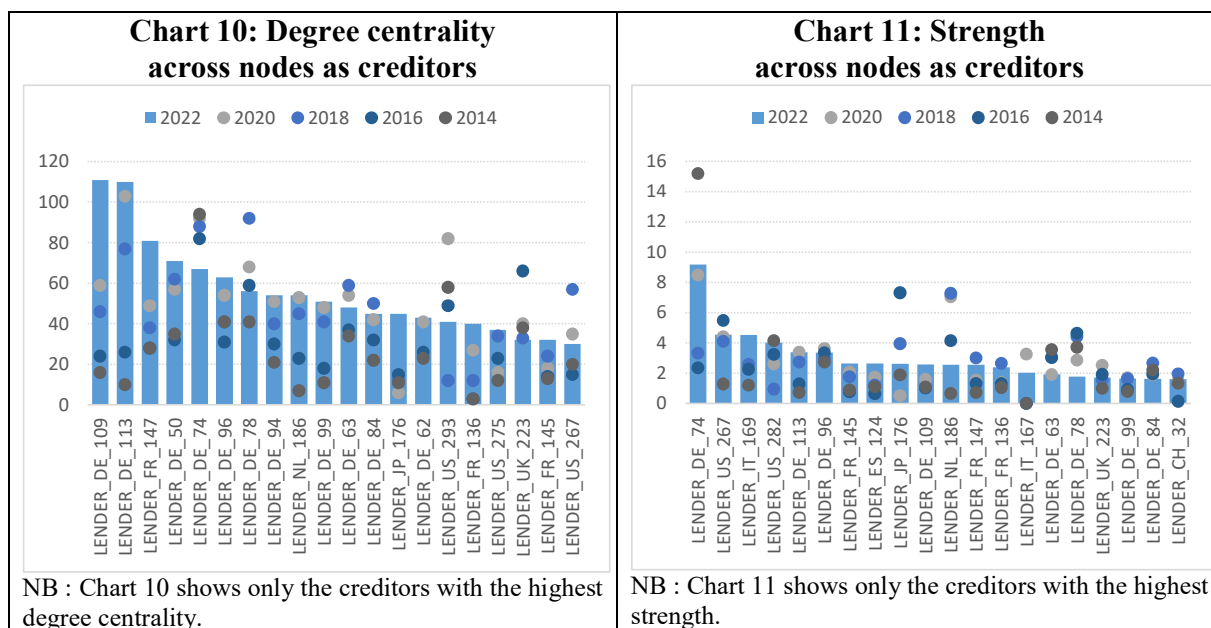 Chart 10: Degree centrality
across nodes as creditors
2022 2020 2018 2016 2014
120
100
80
60
40
20
0
LENDER_DE_109
LENDER_DE_113
LENDER_FR_147
LENDER_DE_50
LENDER_DE_74
LENDER_DE_96
LENDER_DE_78
LENDER_DE_94
LENDER_NL_186
LENDER_DE_99
LENDER_DE_63
LENDER_DE_84
LENDER_JP_176
LENDER_DE_62
LENDER_US_293
LENDER_FR_136
LENDER_US_275
LENDER_UK_223
LENDER_FR_145
LENDER_US_267
NB : Chart 10 shows only the creditors with the highest
degree centrality.
Chart 11: Strength
across nodes as creditors
2022 2020 2018 2016 2014
16
14
12
10
8
6
4
2
0
LENDER_DE_74
LENDER_US_267
LENDER_IT_169
LENDER_US_282
LENDER_DE_113
LENDER_DE_96
LENDER_FR_145
LENDER_ES_124
LENDER_JP_176
LENDER_DE_109
LENDER_NL_186
LENDER_FR_147
LENDER_FR_136
LENDER_IT_167
LENDER_DE_63
LENDER_DE_78
LENDER_UK_223
LENDER_DE_99
LENDER_DE_84
LENDER_CH_32
NB : Chart 11 shows only the creditors with the highest
strength.